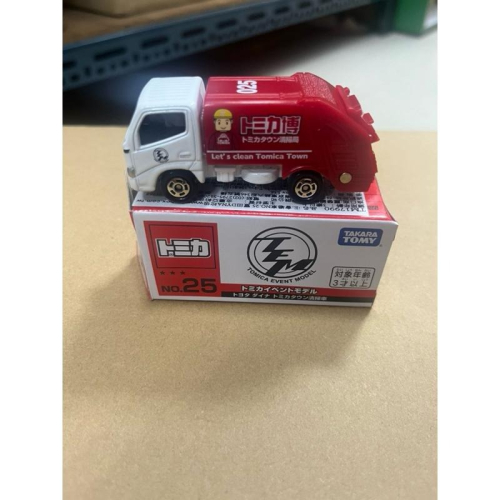 025
トミカ博
トミカタウン清掃局
Let's clean Tomica Town
トミカ
NO.25
TEM
TOMICA EVENT MODEL
トミカイベントモデル
トヨタ ダイナ トミカタウン清掃車
TAKARA
TOMY
対象年齢
3才以上